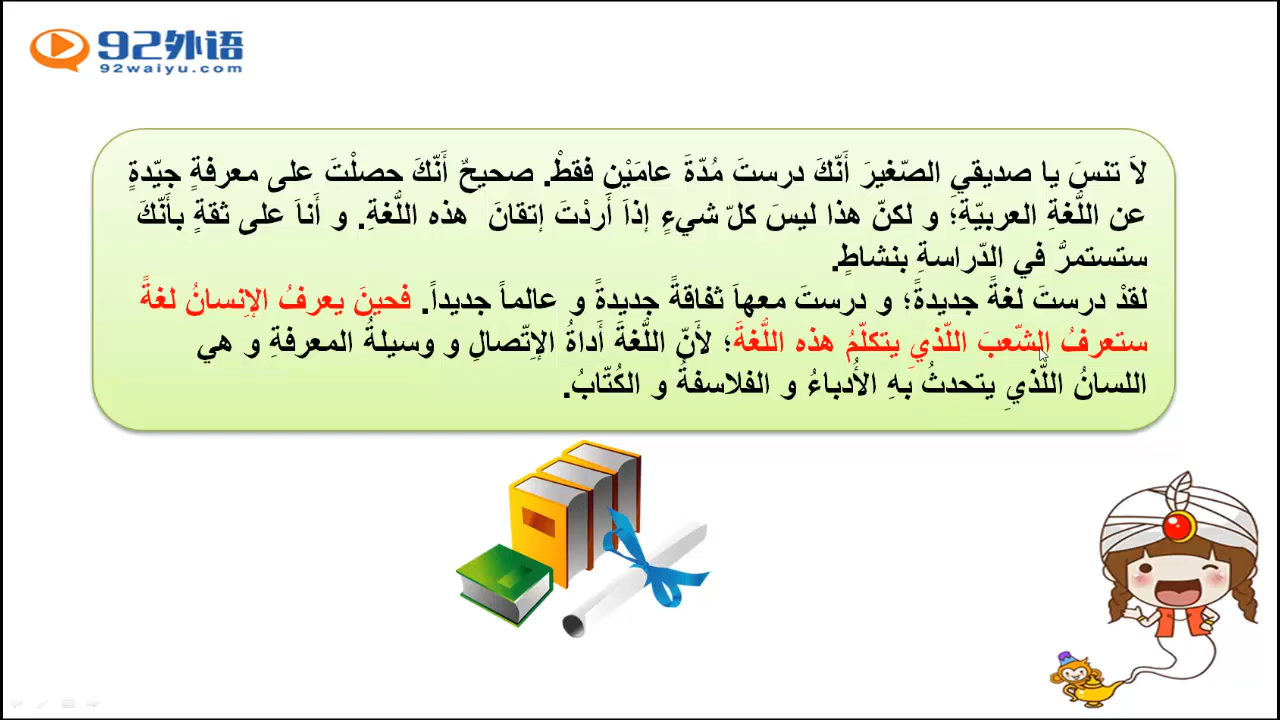 92外语
92waiyu.com
لاَ تنسَ يا صديقيِ الصّغيرَ أَنّكَ درستَ مُدّةَ عامَيْنِ فقطْ. صحيحٌ أَنّكَ حصلْتَ على معرفةٍ جيّدةٍ
عن اللُّغةِ العربيّةِ؛ و لكنّ هذا ليسَ كلّ شيءٍ إذاَ أَردْتَ إتقانَ هذه اللُّغةِ. و أَناَ على ثقةٍ بأَنّكَ
ستستمرُّ في الدّراسةِ بنشاطٍ.
لقدْ درستَ لغةً جديدةً؛ و درستَ معهاَ ثقافةً جديدةً و عالماً جديداً. فحينَ يعرفُ الإنسانُ لغةً
ستعرفُ الشّعبَ اللّذيِ يتكلّمُ هذه اللُّغةَ؛ لأَنّ اللُّغةَ أَداةُ الإتّصالِ و وسيلةُ المعرفةِ و هي
اللسانُ اللُّذيِ يتحدثُ بَهِ الأُدباءُ و الفلاسفةُ و الكُتّابُ.